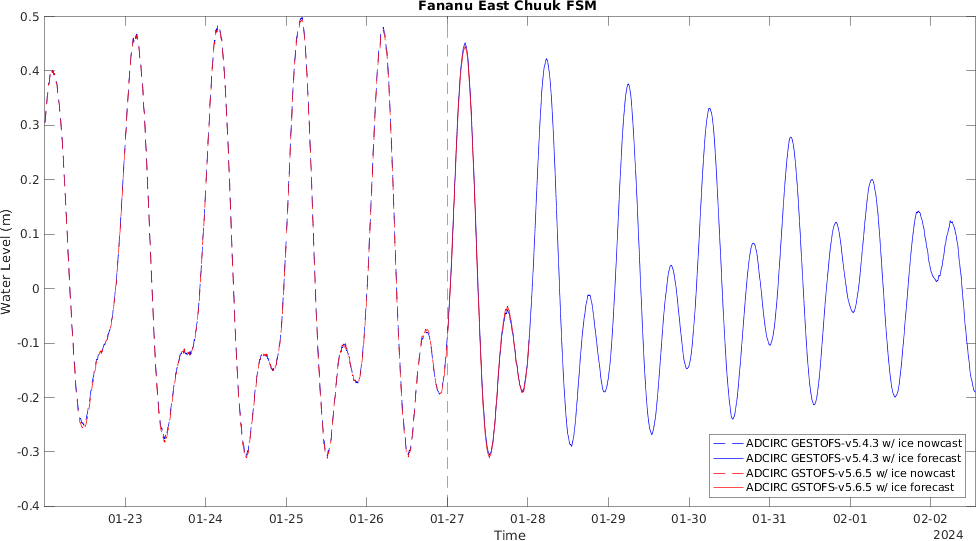 Fananu East Chuuk FSM
0.5
0.4
0.3
0.2
0.1
0
-0.1
-0.2
-0.3
-0.4
Water Level (m)
01-23 01-24 01-25 01-26 01-27 01-28 01-29 01-30 01-31 02-01 02-02
Time
2024
ADCIRC GESTOFS-v5.4.3 w/ ice nowcast
ADCIRC GESTOFS-v5.4.3 w/ ice forecast
ADCIRC GSTOFS-v5.6.5 w/ ice nowcast
ADCIRC GSTOFS-v5.6.5 w/ ice forecast